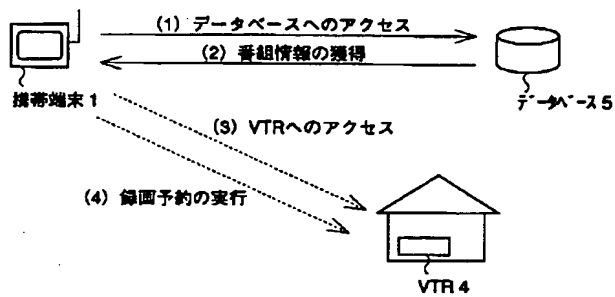 (1) データベースへのアクセス
(2) 番組情報の獲得
携帯端末1
データベース5
(3) VTRへのアクセス
(4) 録画予約の実行
VTR 4